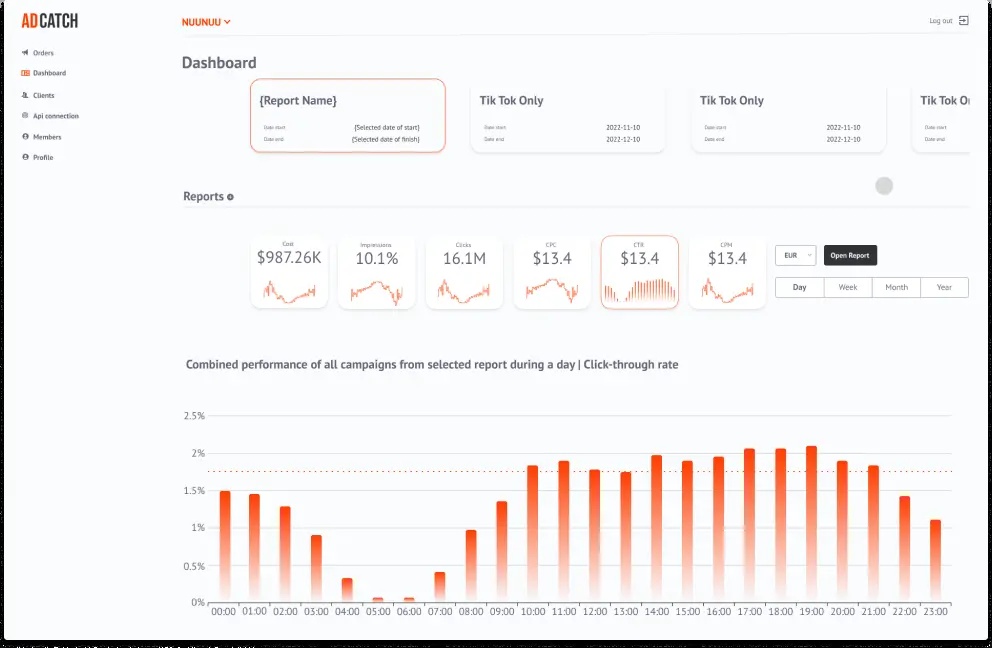 ADCATCH
NUUNUU
Log out
Orders
Dashboard
Clients
Api connection
Members
Profile
Dashboard
{Report Name}
Date start {Selected date of start}
Date end {Selected date of finish}
Tik Tok Only
Date start 2022-11-10
Date end 2022-12-10
Tik Tok Only
Date start 2022-11-10
Date end 2022-12-10
Tik Tok
Date start
Date end
Reports
Cost
$987.26K
Impressions
10.1%
Clicks
16.1M
CPC
$13.4
CTR
$13.4
CPM
$13.4
EUR
Open Report
Day Week Month Year
Combined performance of all campaigns from selected report during a day | Click-through rate
2.5%
2%
1.5%
1%
0.5%
0%
00:00 01:00 02:00 03:00 04:00 05:00 06:00 07:00 08:00 09:00 10:00 11:00 12:00 13:00 14:00 15:00 16:00 17:00 18:00 19:00 20:00 21:00 22:00 23:00